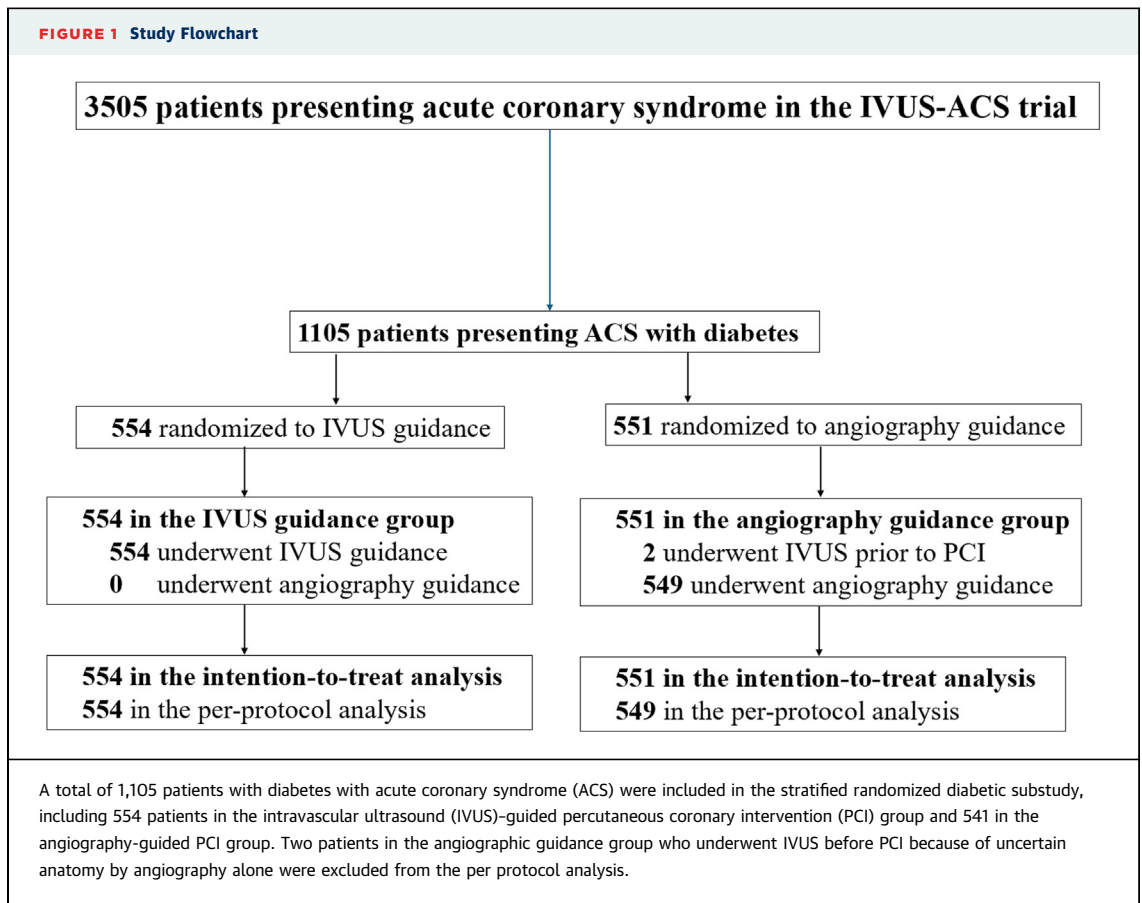 FIGURE 1 Study Flowchart
3505 patients presenting acute coronary syndrome in the IVUS-ACS trial
1105 patients presenting ACS with diabetes
554 randomized to IVUS guidance
551 randomized to angiography guidance
554 in the IVUS guidance group
554 underwent IVUS guidance
0 underwent angiography guidance
551 in the angiography guidance group
2 underwent IVUS prior to PCI
549 underwent angiography guidance
554 in the intention-to-treat analysis
554 in the per-protocol analysis
551 in the intention-to-treat analysis
549 in the per-protocol analysis
A total of 1,105 patients with diabetes with acute coronary syndrome (ACS) were included in the stratified randomized diabetic substudy,
including 554 patients in the intravascular ultrasound (IVUS)-guided percutaneous coronary intervention (PCI) group and 541 in the
angiography-guided PCI group. Two patients in the angiographic guidance group who underwent IVUS before PCI because of uncertain
anatomy by angiography alone were excluded from the per protocol analysis.